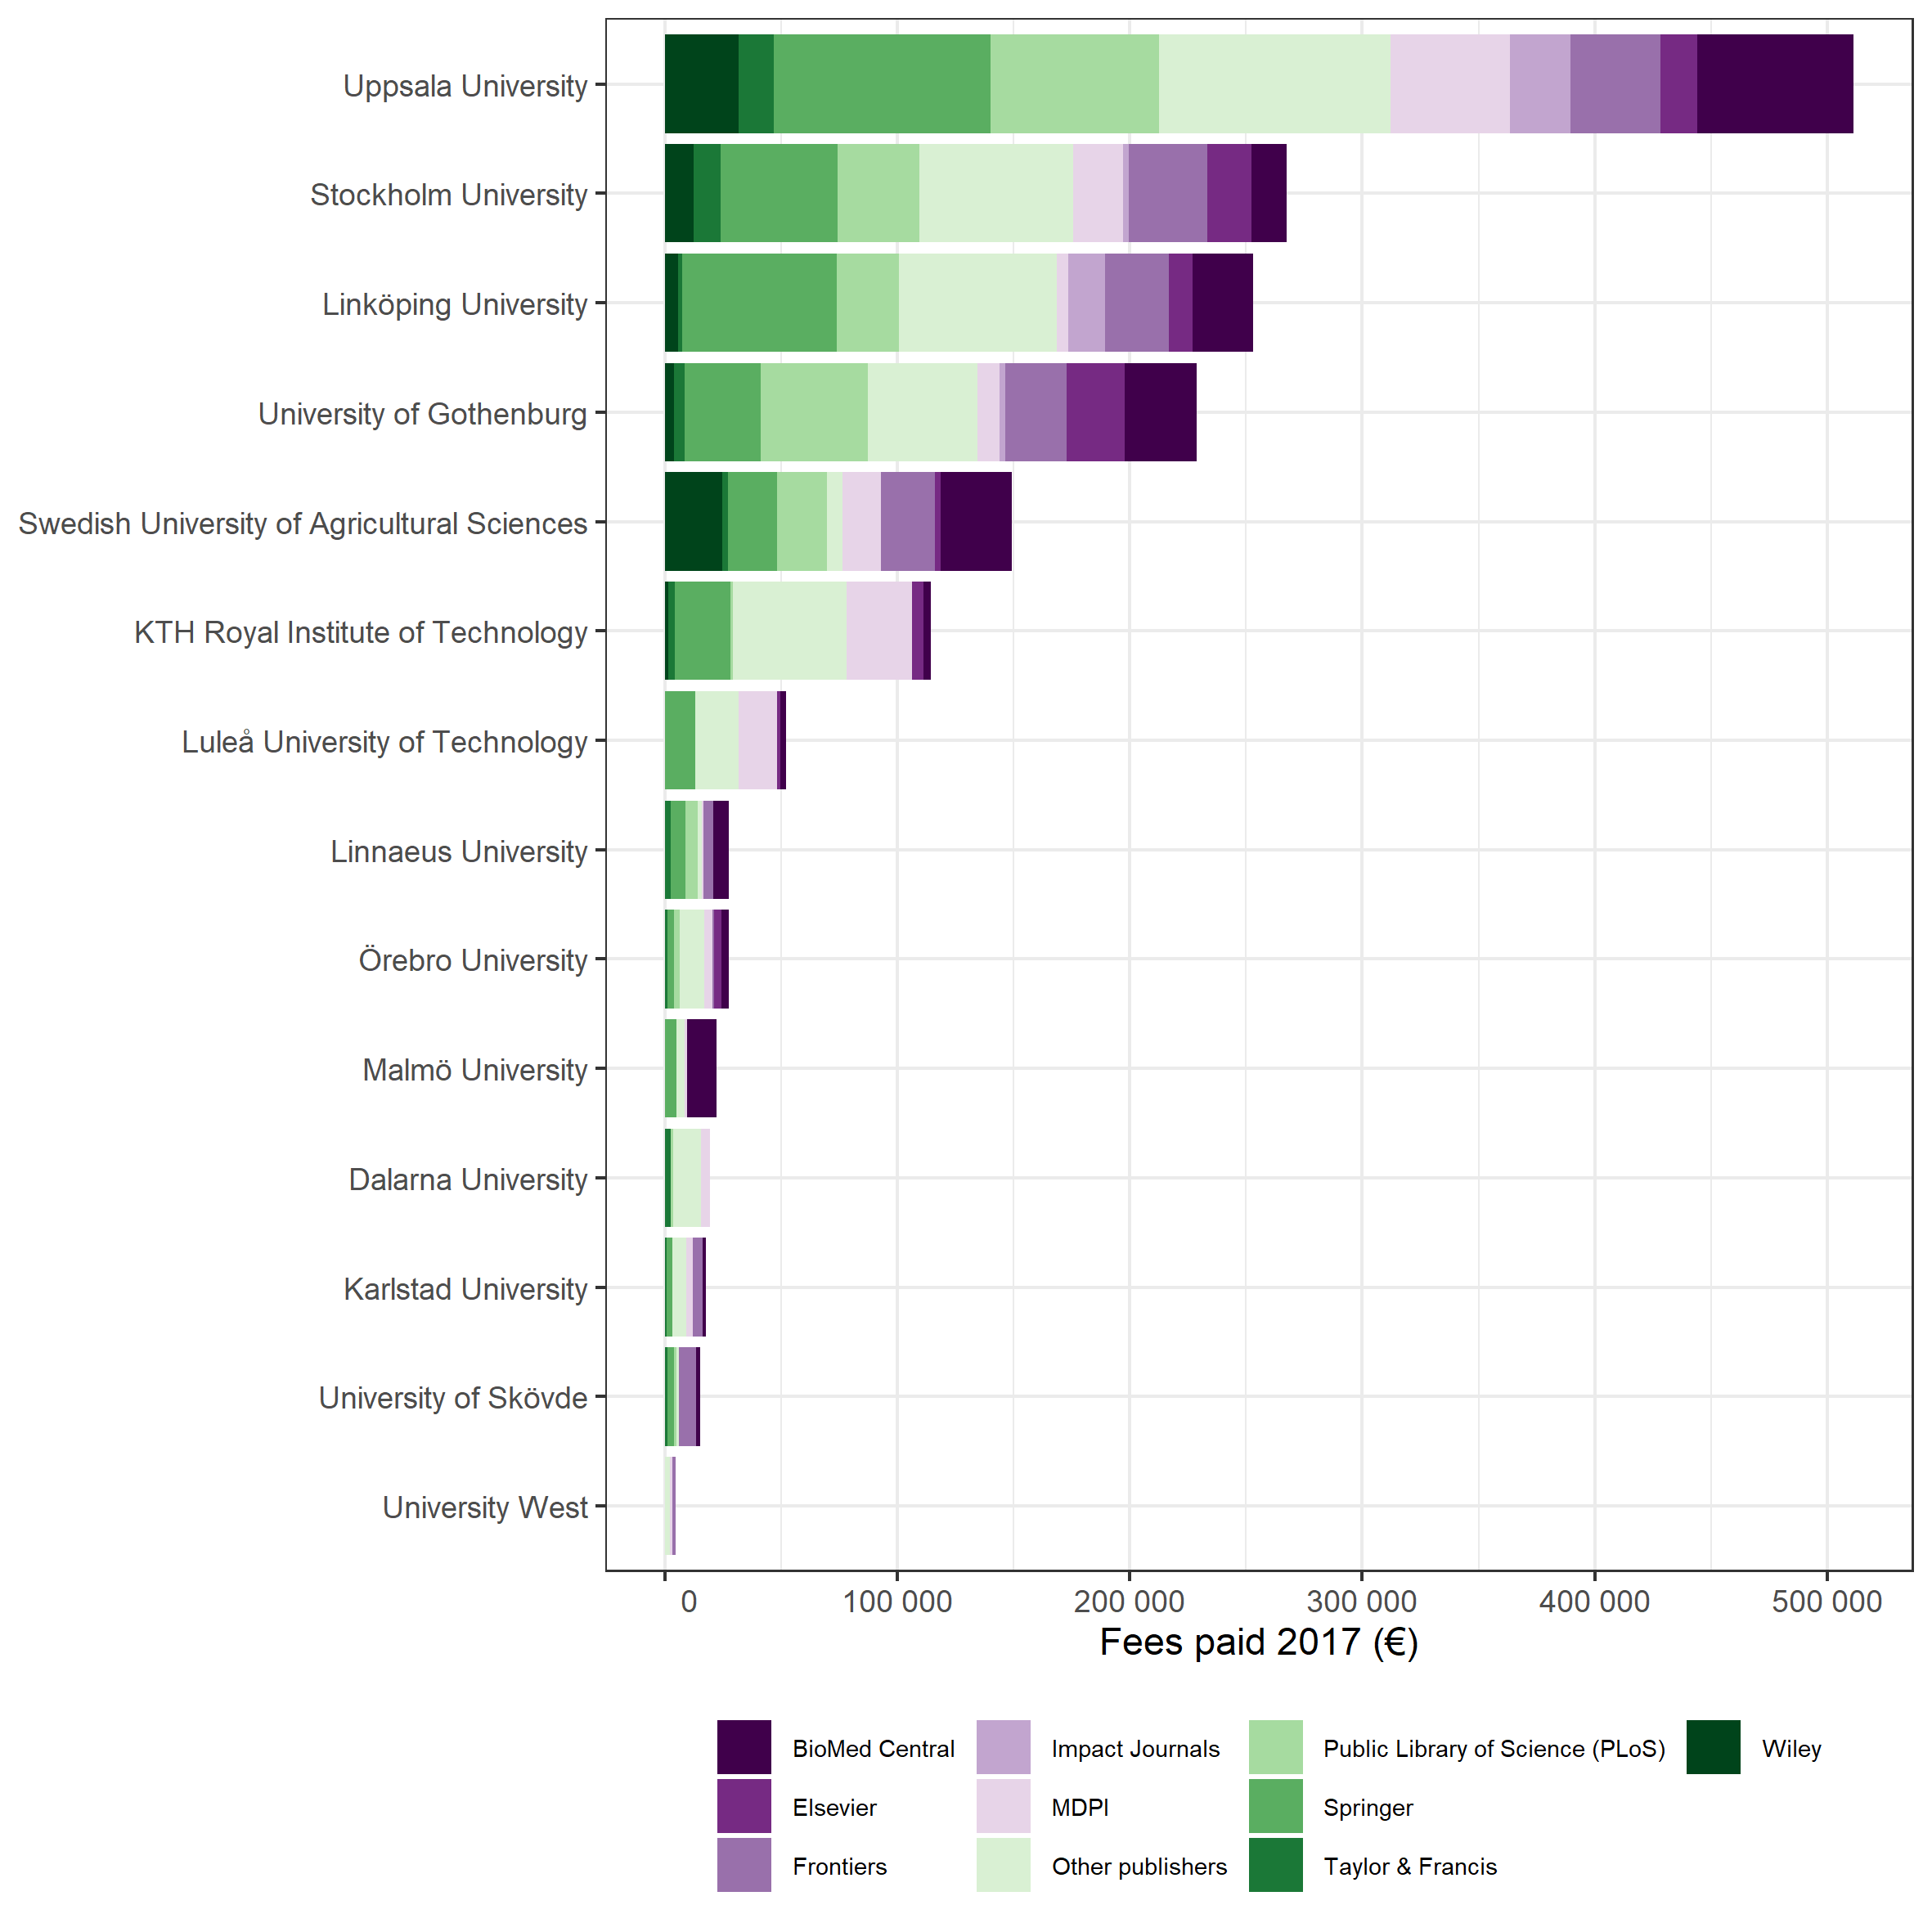 Uppsala University
Stockholm University
Linköping University
University of Gothenburg
Swedish University of Agricultural Sciences
KTH Royal Institute of Technology
Luleå University of Technology
Linnaeus University
Örebro University
Malmö University
Dalarna University
Karlstad University
University of Skövde
University West
0 100 000 200 000 300 000 400 000 500 000
Fees paid 2017 (€)
BioMed Central Impact Journals Public Library of Science (PLoS) Wiley
Elsevier MDPI Springer
Frontiers Other publishers Taylor & Francis